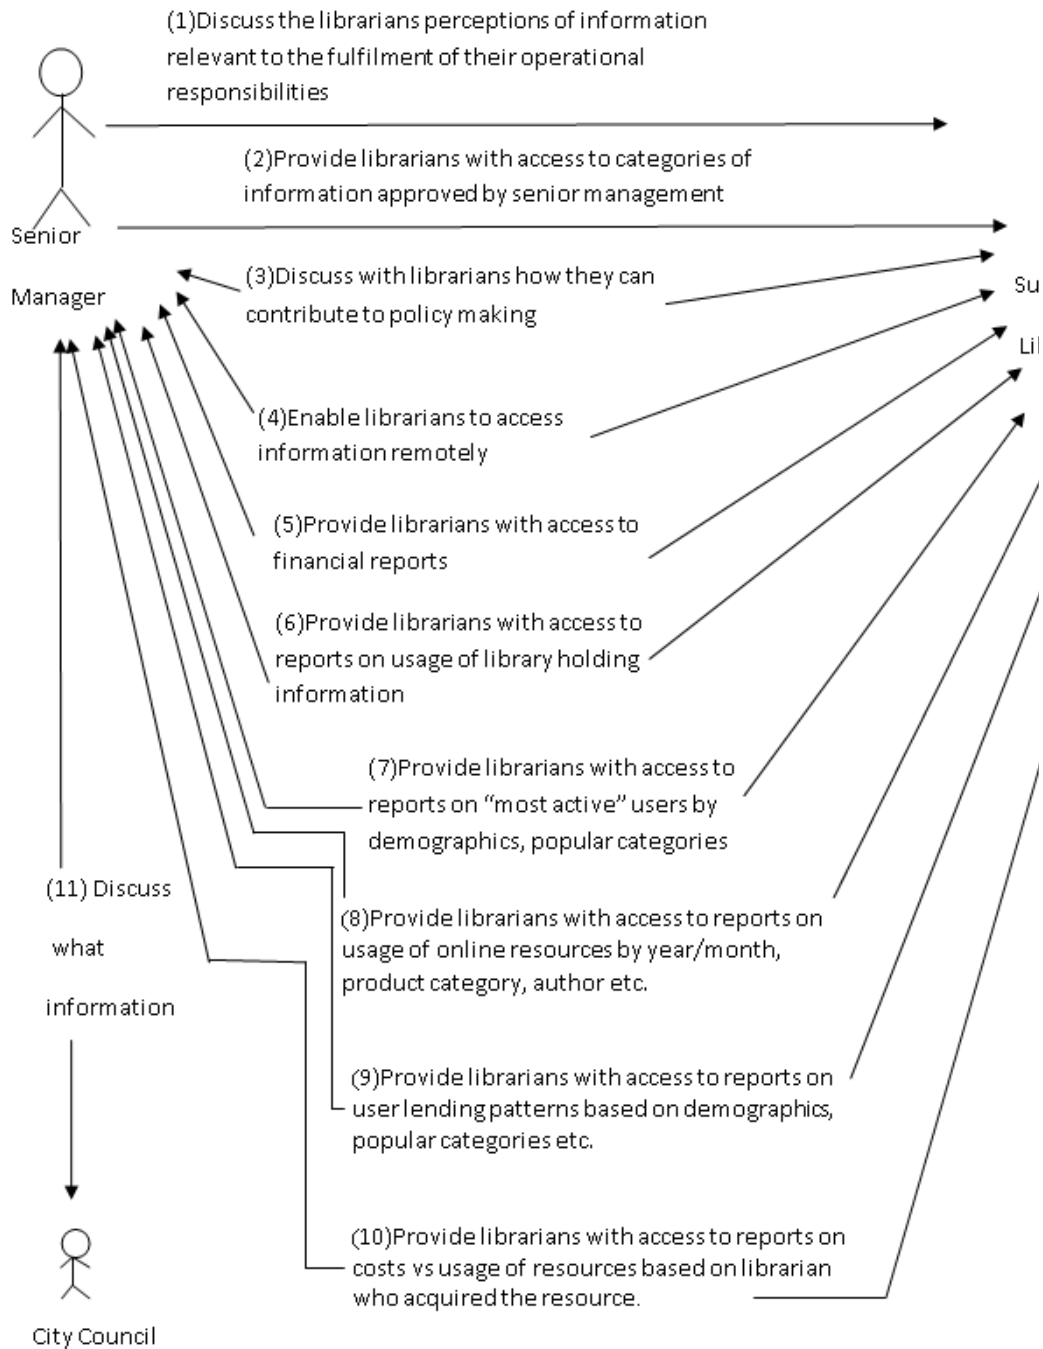 (1)Discuss the librarians perceptions of information
relevant to the fulfilment of their operational
responsibilities
(2)Provide librarians with access to categories of
information approved by senior management
Senior
Manager
(3)Discuss with librarians how they can
contribute to policy making
Su
Lib
(4)Enable librarians to access
information remotely
(5)Provide librarians with access to
financial reports
(6)Provide librarians with access to
reports on usage of library holding
information
(7)Provide librarians with access to
reports on “most active” users by
demographics, popular categories
(11) Discuss
what
information
(8)Provide librarians with access to reports on
usage of online resources by year/month,
product category, author etc.
(9)Provide librarians with access to reports on
user lending patterns based on demographics,
popular categories etc.
(10)Provide librarians with access to reports on
costs vs usage of resources based on librarian
who acquired the resource.
City Council